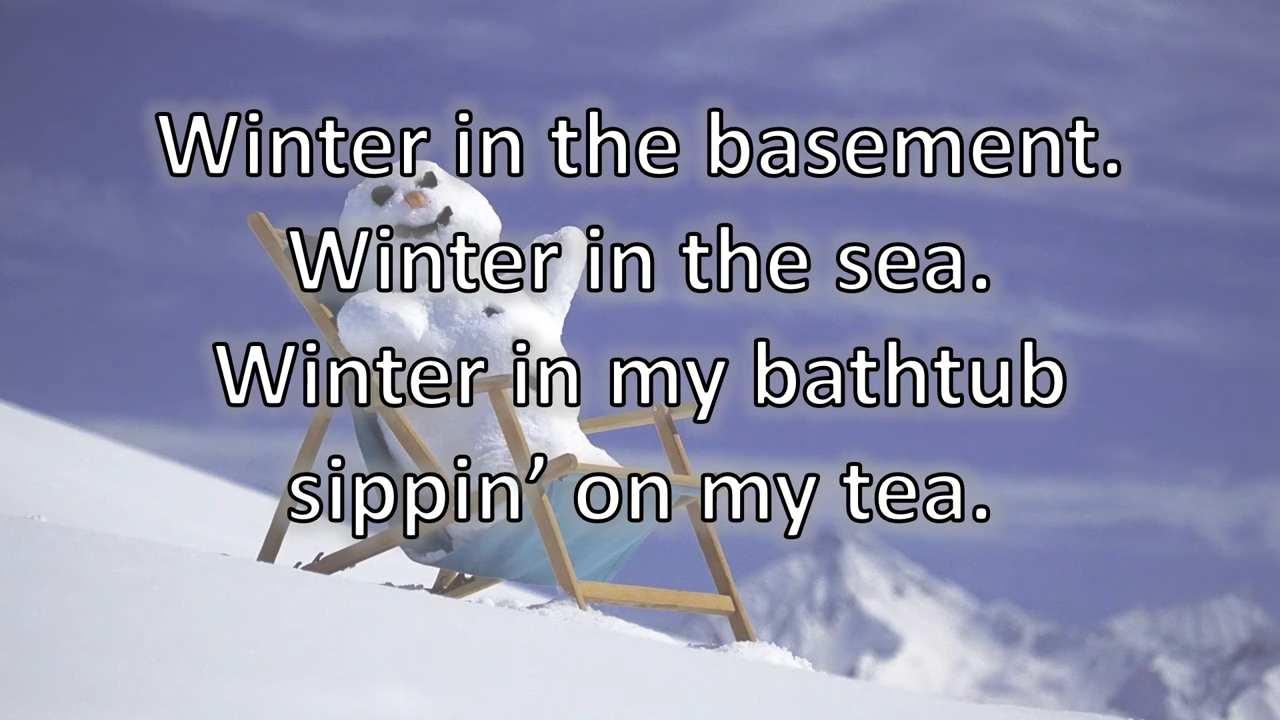 Winter in the basement.
Winter in the sea.
Winter in my bathtub
sippin’ on my tea.